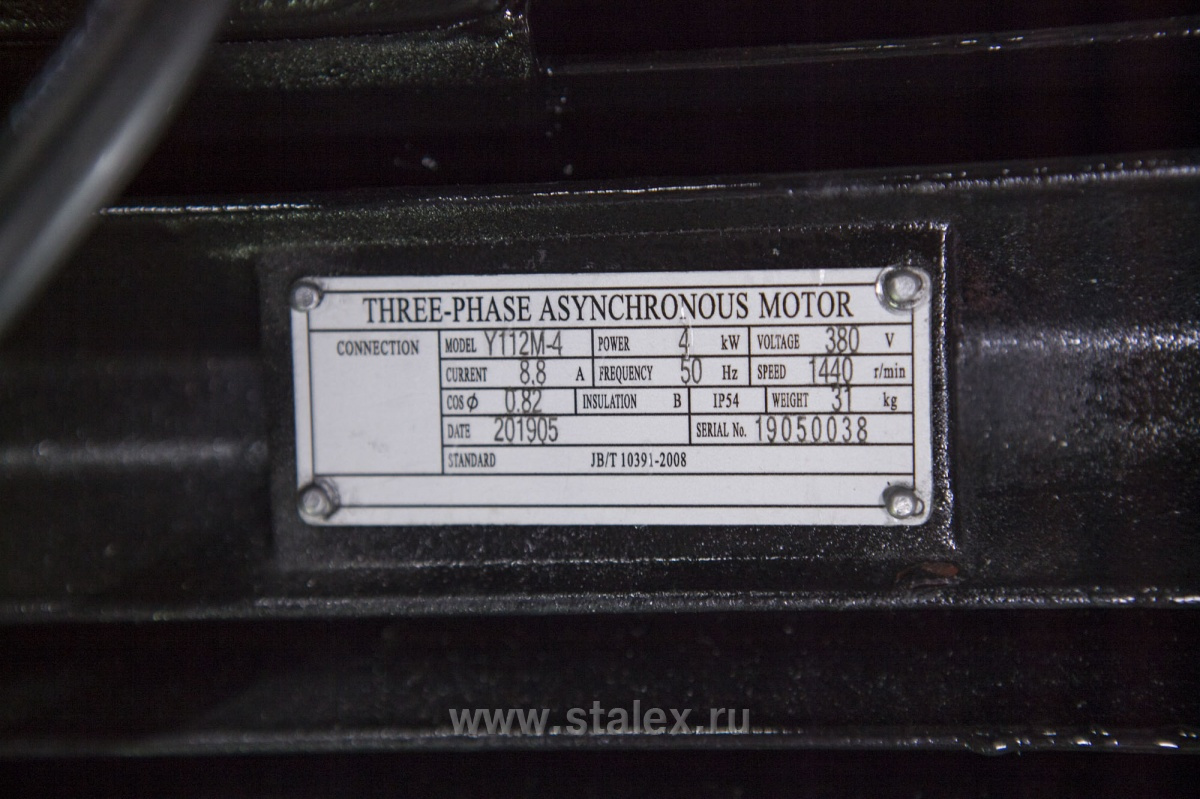 THREE-PHASE ASYNCHRONOUS MOTOR
CONNECTION
MODEL Y112M-4 POWER 4 kW VOLTAGE 380 V
CURRENT 8.8 A FREQUENCY 50 Hz SPEED 1440 r/min
COS ϕ 0.82 INSULATION B IP54 WEIGHT 31 kg
DATE 201905 SERIAL No. 19050038
STANDARD JB/T 10391-2008
www.stalex.ru